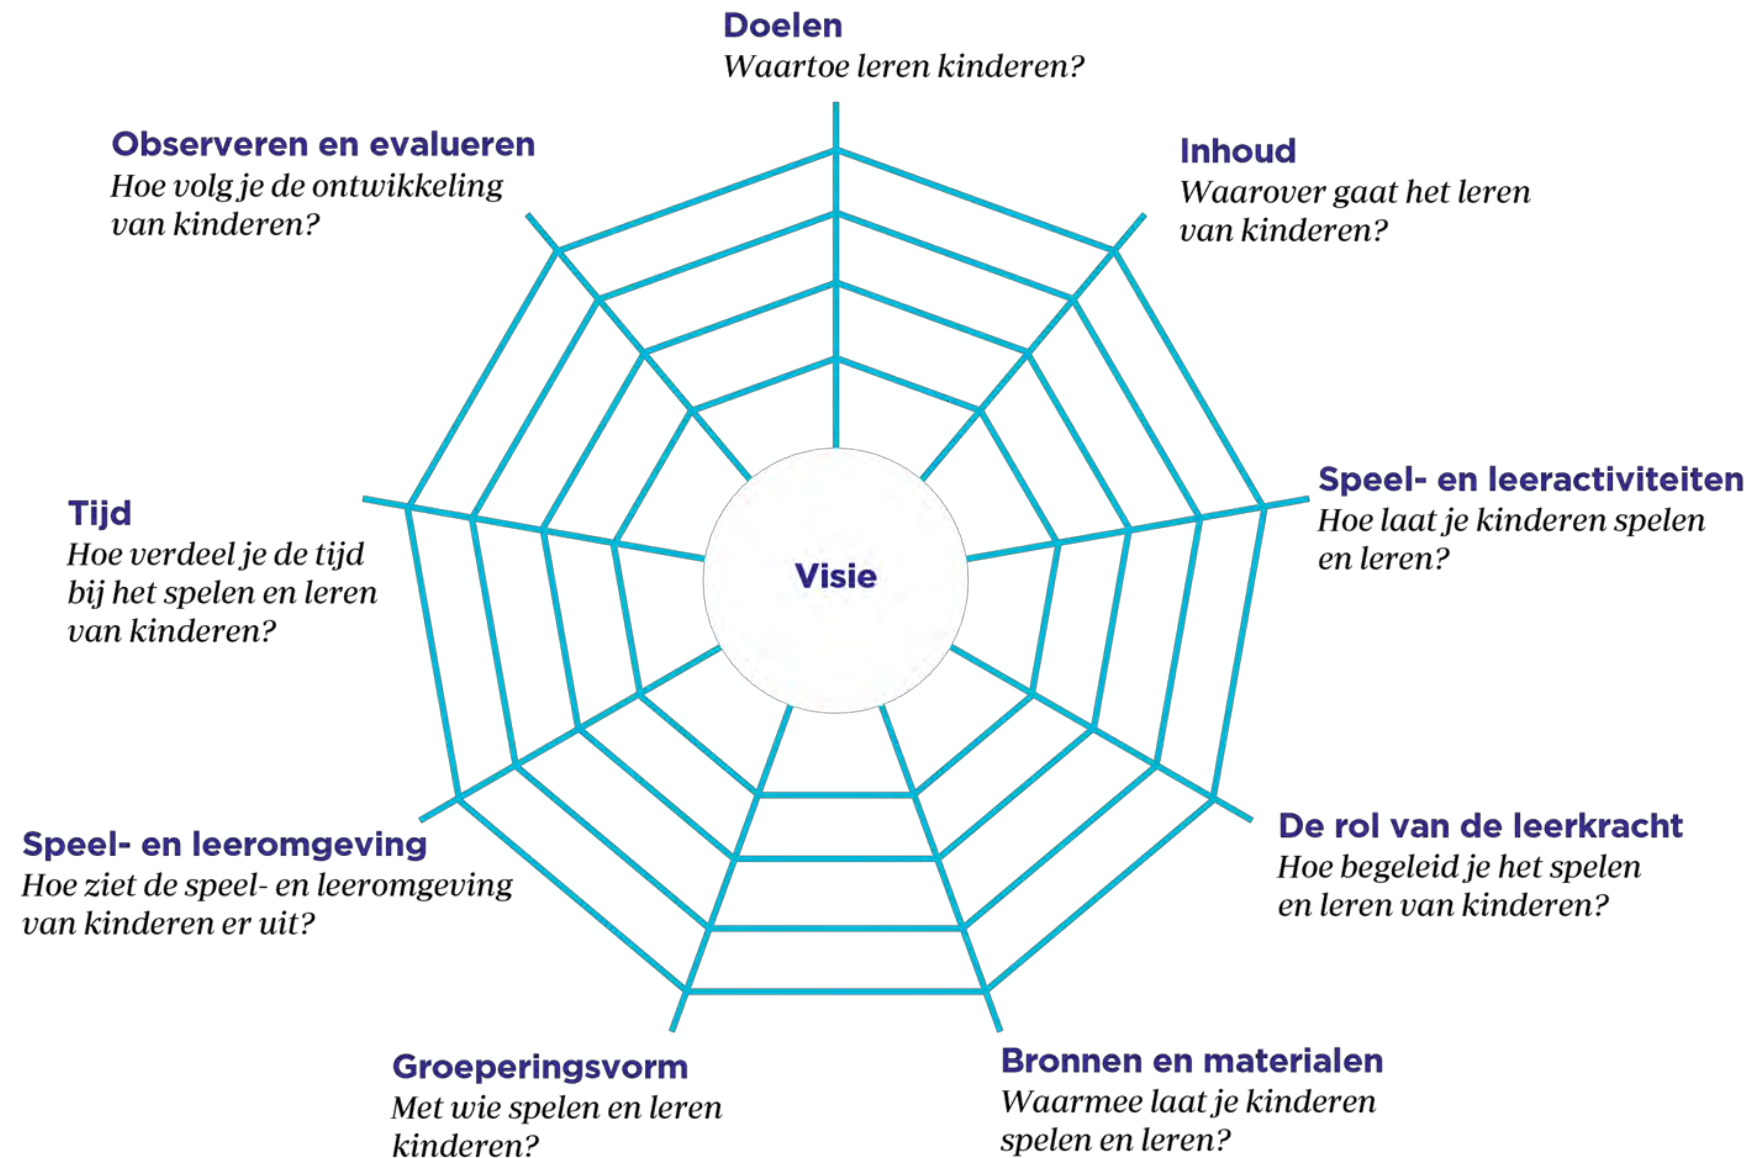 Doelen
Waartoe leren kinderen?
Inhoud
Waarover gaat het leren
van kinderen?
Speel- en leeractiviteiten
Hoe laat je kinderen spelen
en leren?
De rol van de leerkracht
Hoe begeleid je het spelen
en leren van kinderen?
Bronnen en materialen
Waarmee laat je kinderen
spelen en leren?
Groeperingsvorm
Met wie spelen en leren
kinderen?
Speel- en leeromgeving
Hoe ziet de speel- en leeromgeving
van kinderen er uit?
Tijd
Hoe verdeel je de tijd
bij het spelen en leren
van kinderen?
Observeren en evalueren
Hoe volg je de ontwikkeling
van kinderen?
Visie